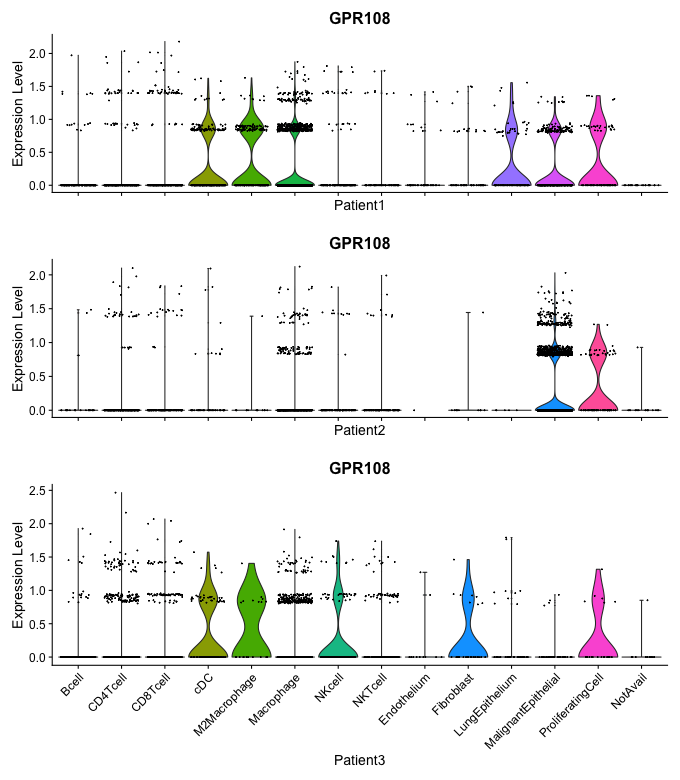 GPR108
Expression Level
2.0
1.5
1.0
0.5
0.0
Patient1
GPR108
Expression Level
2.0
1.5
1.0
0.5
0.0
Patient2
GPR108
Expression Level
2.5
2.0
1.5
1.0
0.5
0.0
Bcell
CD4Tcell
CD8Tcell
cDC
M2Macrophage
Macrophage
NKcell
NKTcell
Endothelium
Fibroblast
LungEpithelium
MalignantEpithelial
ProliferatingCell
NotAvail
Patient3